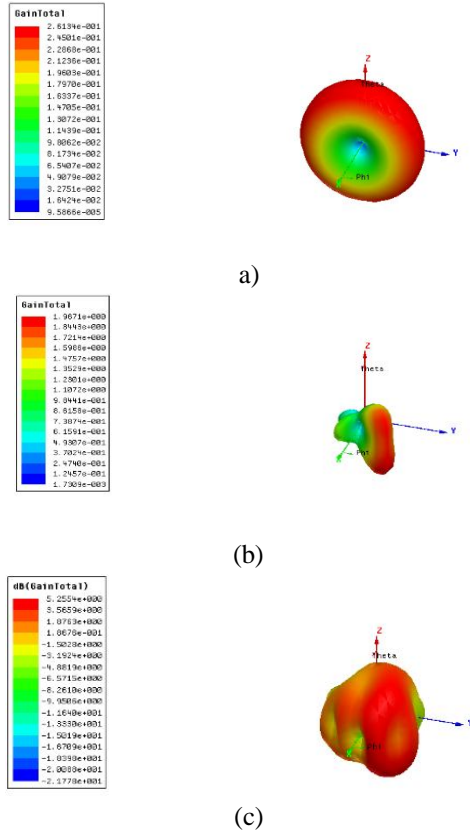 GainTotal
2.6134e-001
2.4501e-001
2.2868e-001
2.1236e-001
1.9603e-001
1.7970e-001
1.6337e-001
1.4705e-001
1.3072e-001
1.1439e-001
9.8062e-002
8.1734e-002
6.5407e-002
4.9079e-002
3.2751e-002
1.6424e-002
9.5866e-005
Z
Theta
Y
X
Phi
a)
GainTotal
1.9671e+000
1.8443e+000
1.7214e+000
1.5986e+000
1.4757e+000
1.3529e+000
1.2301e+000
1.1072e+000
9.8441e-001
8.6158e-001
7.3874e-001
6.1591e-001
4.9307e-001
3.7024e-001
2.4740e-001
1.2457e-001
1.7309e-003
Z
Theta
Y
X
Phi
(b)
dB(GainTotal)
5.2554e+000
3.5659e+000
1.8763e+000
1.8676e-001
-1.5028e+000
-3.1924e+000
-4.8819e+000
-6.5715e+000
-8.2610e+000
-9.9506e+000
-1.1640e+001
-1.3330e+001
-1.5019e+001
-1.6709e+001
-1.8398e+001
-2.0088e+001
-2.1778e+001
Z
Theta
Y
X
Phi
(c)